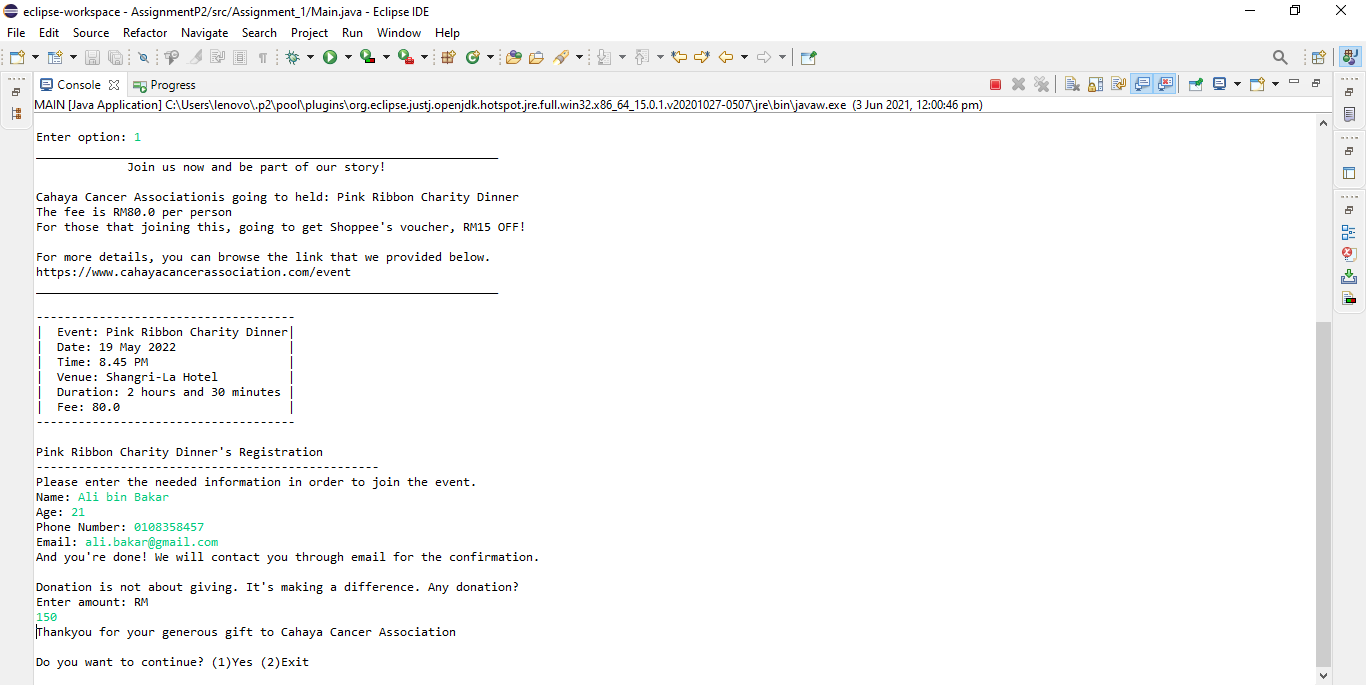 eclipse-workspace - AssignmentP2/src/Assignment_1/Main.java - Eclipse IDE
File Edit Source Refactor Navigate Search Project Run Window Help
Console Progress
MAIN [Java Application] C:\Users\lenovo\.p2\pool\plugins\org.eclipse.justj.openjdk.hotspot.jre.full.win32.x86_64_15.0.1.v20201027-0507\jre\bin\javaw.exe (3 Jun 2021, 12:00:46 pm)
Enter option: 1
__________________________________________________________________
Join us now and be part of our story!
Cahaya Cancer Associationis going to held: Pink Ribbon Charity Dinner
The fee is RM80.0 per person
For those that joining this, going to get Shoppee's voucher, RM15 OFF!
For more details, you can browse the link that we provided below.
https://www.cahayacancerassociation.com/event
__________________________________________________________________
-------------------------------------
| Event: Pink Ribbon Charity Dinner|
| Date: 19 May 2022 |
| Time: 8.45 PM |
| Venue: Shangri-La Hotel |
| Duration: 2 hours and 30 minutes |
| Fee: 80.0 |
-------------------------------------
Pink Ribbon Charity Dinner's Registration
-------------------------------------------------
Please enter the needed information in order to join the event.
Name: Ali bin Bakar
Age: 21
Phone Number: 0108358457
Email: ali.bakar@gmail.com
And you're done! We will contact you through email for the confirmation.
Donation is not about giving. It's making a difference. Any donation?
Enter amount: RM
150
Thankyou for your generous gift to Cahaya Cancer Association
Do you want to continue? (1)Yes (2)Exit